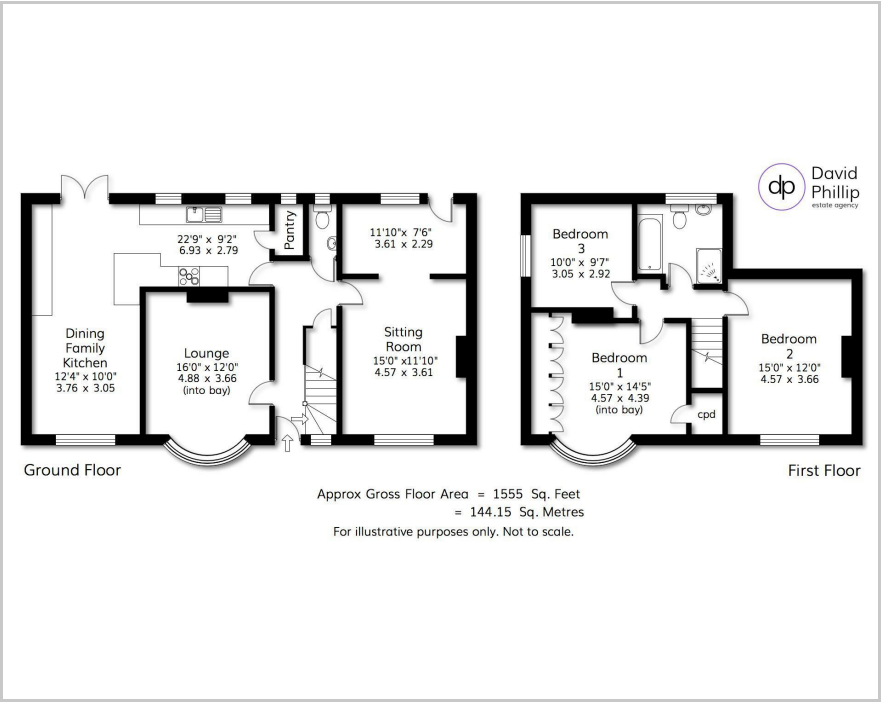 dp
David
Phillip
estate agency
Pantry
22'9" x 9'2"
6.93 x 2.79
11'10"x 7'6"
3.61 x 2.29
Dining
Family
Kitchen
12'4" x 10'0"
3.76 x 3.05
Lounge
16'0" x 12'0"
4.88 x 3.66
(into bay)
Sitting
Room
15'0" x11'10"
4.57 x 3.61
Bedroom
3
10'0" x 9'7"
3.05 x 2.92
Bedroom
1
15'0" x 14'5"
4.57 x 4.39
(into bay)
Bedroom
2
15'0" x 12'0"
4.57 x 3.66
cpd
Ground Floor
First Floor
Approx Gross Floor Area = 1555 Sq. Feet
= 144.15 Sq. Metres
For illustrative purposes only. Not to scale.